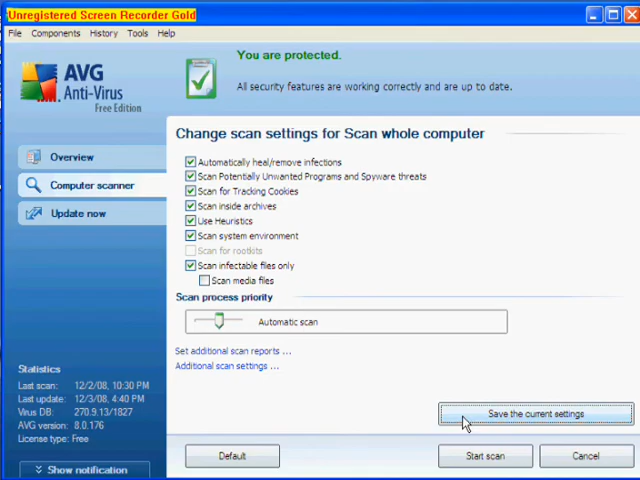 Unregistered Screen Recorder Gold
File Components History Tools Help
AVG
Anti-Virus
Free Edition
You are protected.
All security features are working correctly and are up to date.
Overview
Computer scanner
Update now
Change scan settings for Scan whole computer
Automatically heal/remove infections
Scan Potentially Unwanted Programs and Spyware threats
Scan for Tracking Cookies
Scan inside archives
Use Heuristics
Scan system environment
Scan for rootkits
Scan infectable files only
Scan media files
Scan process priority
Automatic scan
Set additional scan reports ...
Additional scan settings ...
Statistics
Last scan: 12/2/08, 10:30 PM
Last update: 12/3/08, 4:40 PM
Virus DB: 270.9.13/1827
AVG version: 8.0.176
License type: Free
Show notification
Save the current settings
Default
Start scan
Cancel